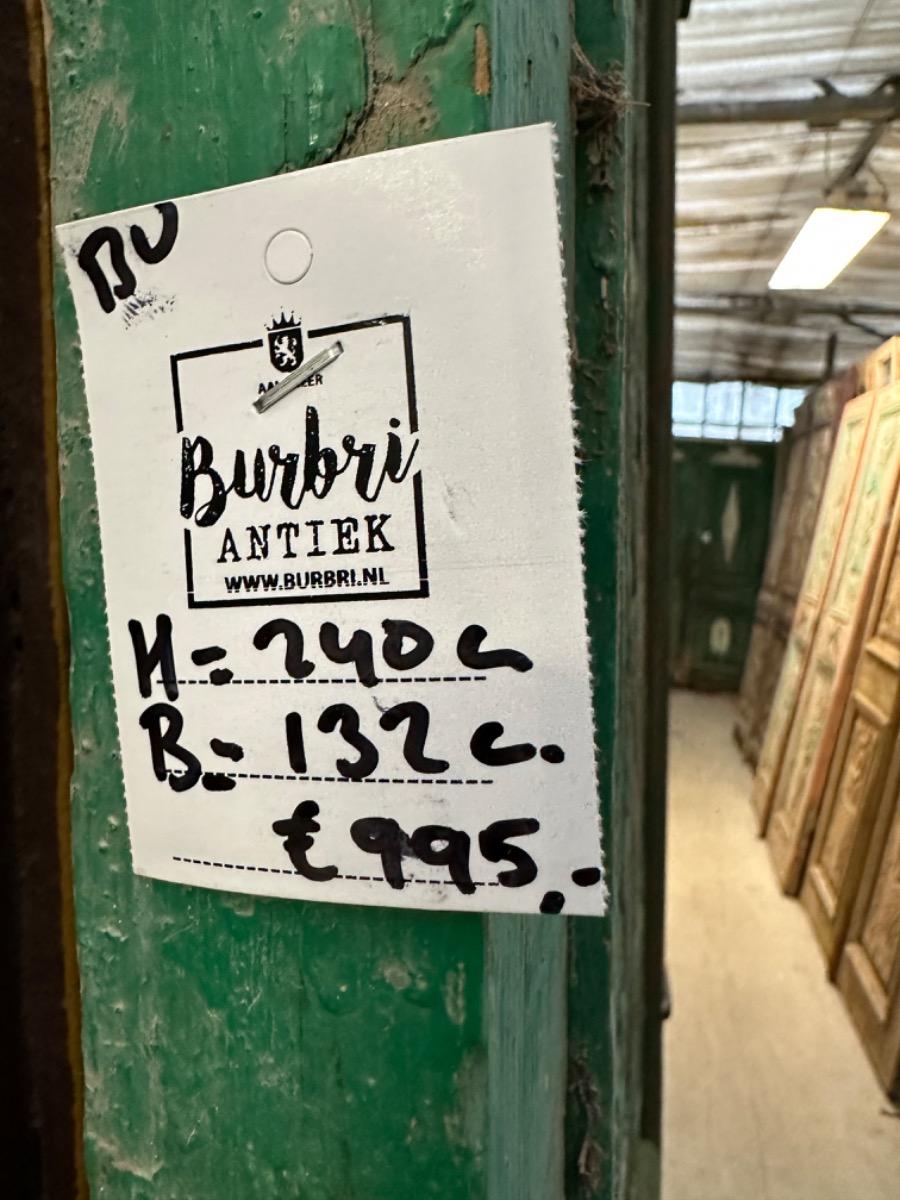 BU
Burbri
ANTIEK
WWW.BURBRI.NL
H= 240 c
B= 132 c.
€ 995,-